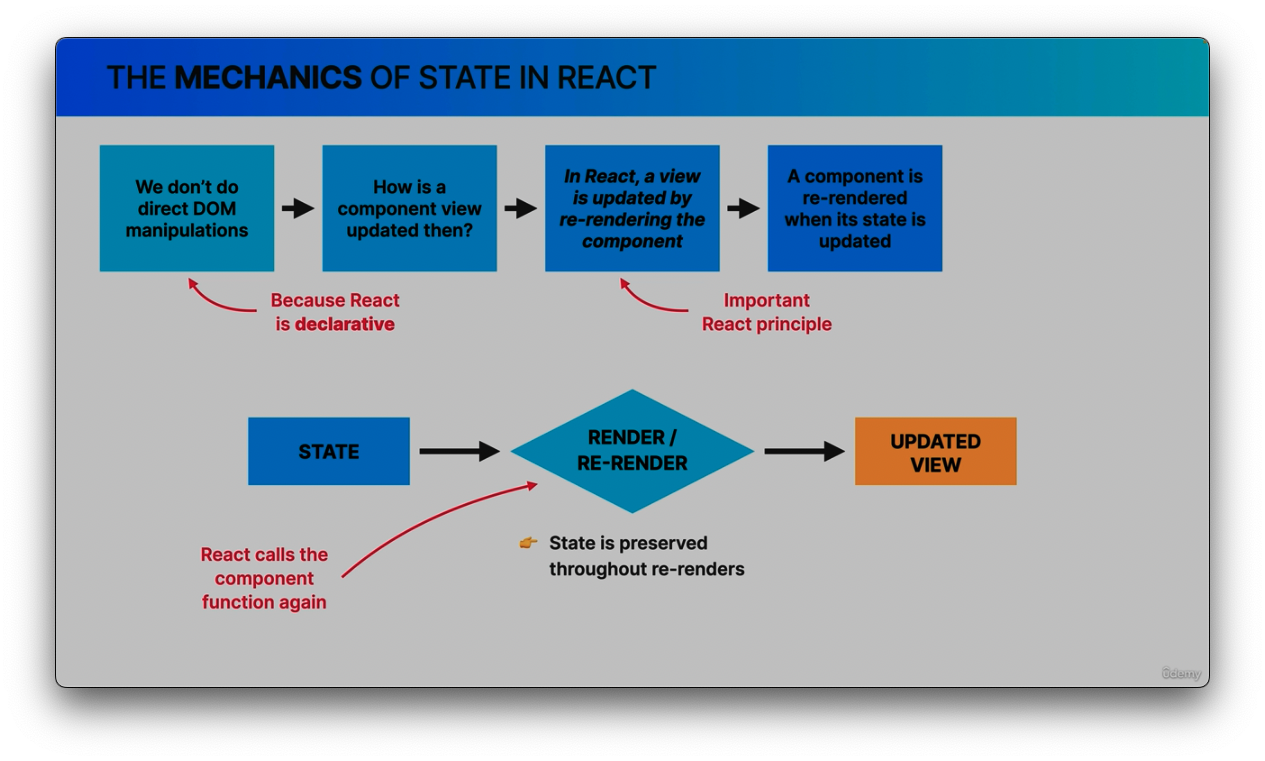 THE MECHANICS OF STATE IN REACT
We don't do
direct DOM
manipulations
How is a
component view
updated then?
In React, a view
is updated by
re-rendering the
component
A component is
re-rendered
when its state is
updated
Because React
is declarative
Important
React principle
STATE
RENDER /
RE-RENDER
UPDATED
VIEW
React calls the
component
function again
State is preserved
throughout re-renders
ûdemy